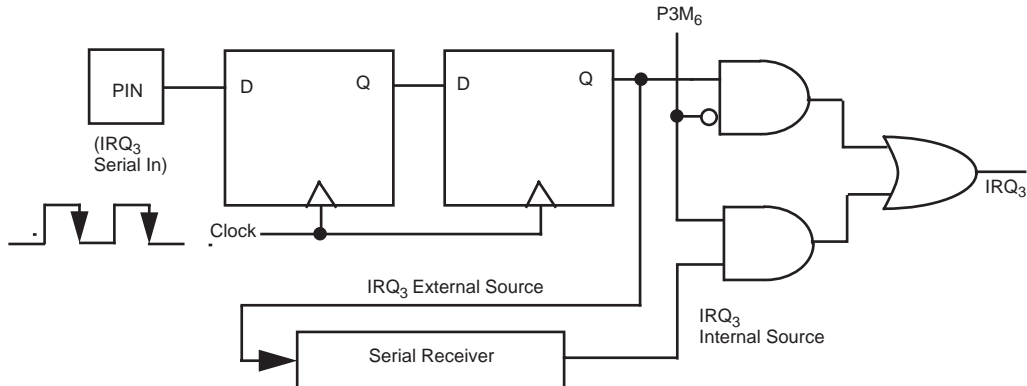 P3M6
PIN
D
Q
D
Q
(IRQ3
Serial In)
IRQ3
Clock
IRQ3 External Source
IRQ3
Internal Source
Serial Receiver